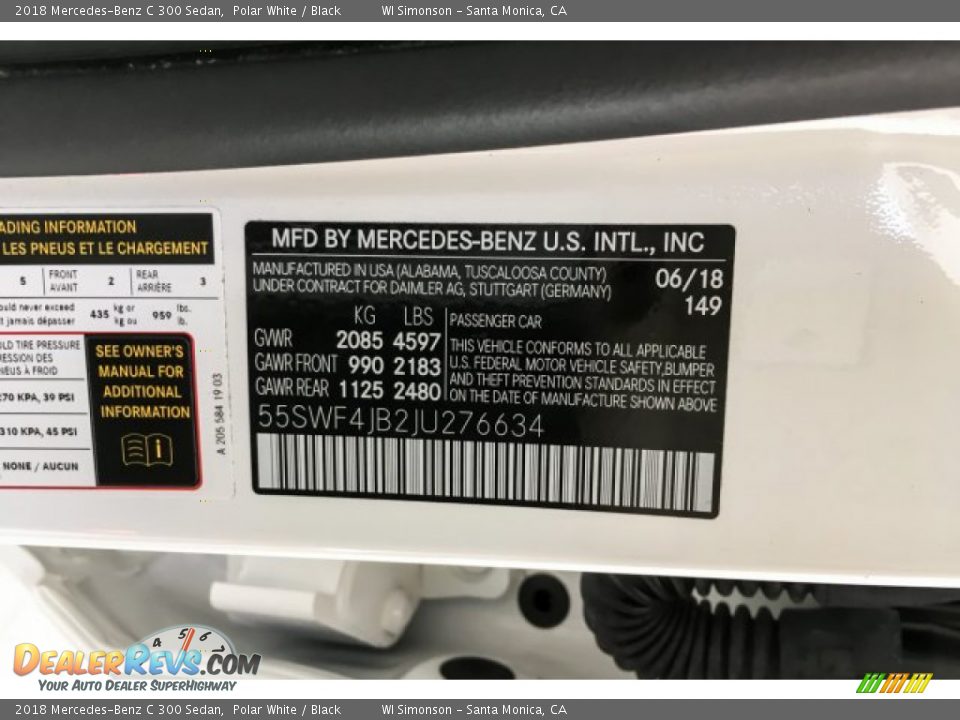 2018 Mercedes-Benz C 300 Sedan, Polar White / Black WI Simonson - Santa Monica, CA
ADING INFORMATION
LES PNEUS ET LE CHARGEMENT
5 FRONT AVANT 2 REAR ARRIÈRE 3
ould never exceed
t jamais dépasser 435 kg or kg ou 959 lbs. lb.
LD TIRE PRESSURE
ESSION DES
NEUS À FROID
270 KPA, 39 PSI
310 KPA, 45 PSI
NONE / AUCUN
SEE OWNER'S
MANUAL FOR
ADDITIONAL
INFORMATION
A 205 584 19 03
MFD BY MERCEDES-BENZ U.S. INTL., INC
MANUFACTURED IN USA (ALABAMA, TUSCALOOSA COUNTY)
UNDER CONTRACT FOR DAIMLER AG, STUTTGART (GERMANY)
06/18
149
KG LBS
GVWR 2085 4597
GAWR FRONT 990 2183
GAWR REAR 1125 2480
PASSENGER CAR
THIS VEHICLE CONFORMS TO ALL APPLICABLE
U.S. FEDERAL MOTOR VEHICLE SAFETY,BUMPER
AND THEFT PREVENTION STANDARDS IN EFFECT
ON THE DATE OF MANUFACTURE SHOWN ABOVE
55SWF4JB2JU276634
4 5 6
DEALERREVS.COM
YOUR AUTO DEALER SUPERHIGHWAY
2018 Mercedes-Benz C 300 Sedan, Polar White / Black WI Simonson - Santa Monica, CA